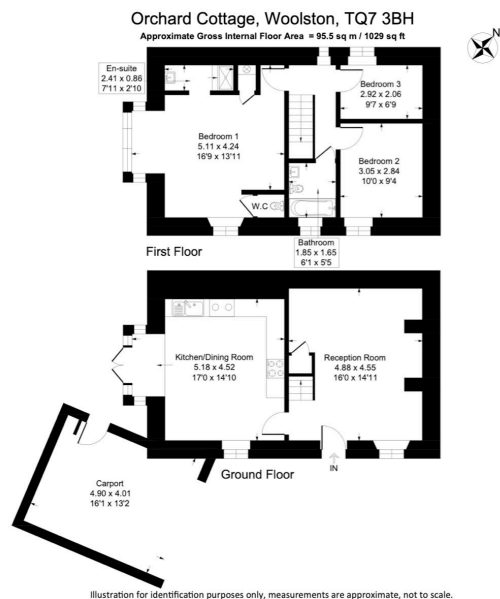 Orchard Cottage, Woolston, TQ7 3BH
Approximate Gross Internal Floor Area = 95.5 sq m / 1029 sq ft
N
En-suite
2.41 x 0.86
7'11 x 2'10
Bedroom 3
2.92 x 2.06
9'7 x 6'9
Bedroom 1
5.11 x 4.24
16'9 x 13'11
Bedroom 2
3.05 x 2.84
10'0 x 9'4
W.C
Bathroom
1.85 x 1.65
6'1 x 5'5
First Floor
Kitchen/Dining Room
5.18 x 4.52
17'0 x 14'10
Reception Room
4.88 x 4.55
16'0 x 14'11
Carport
4.90 x 4.01
16'1 x 13'2
Ground Floor
IN
Illustration for identification purposes only, measurements are approximate, not to scale.